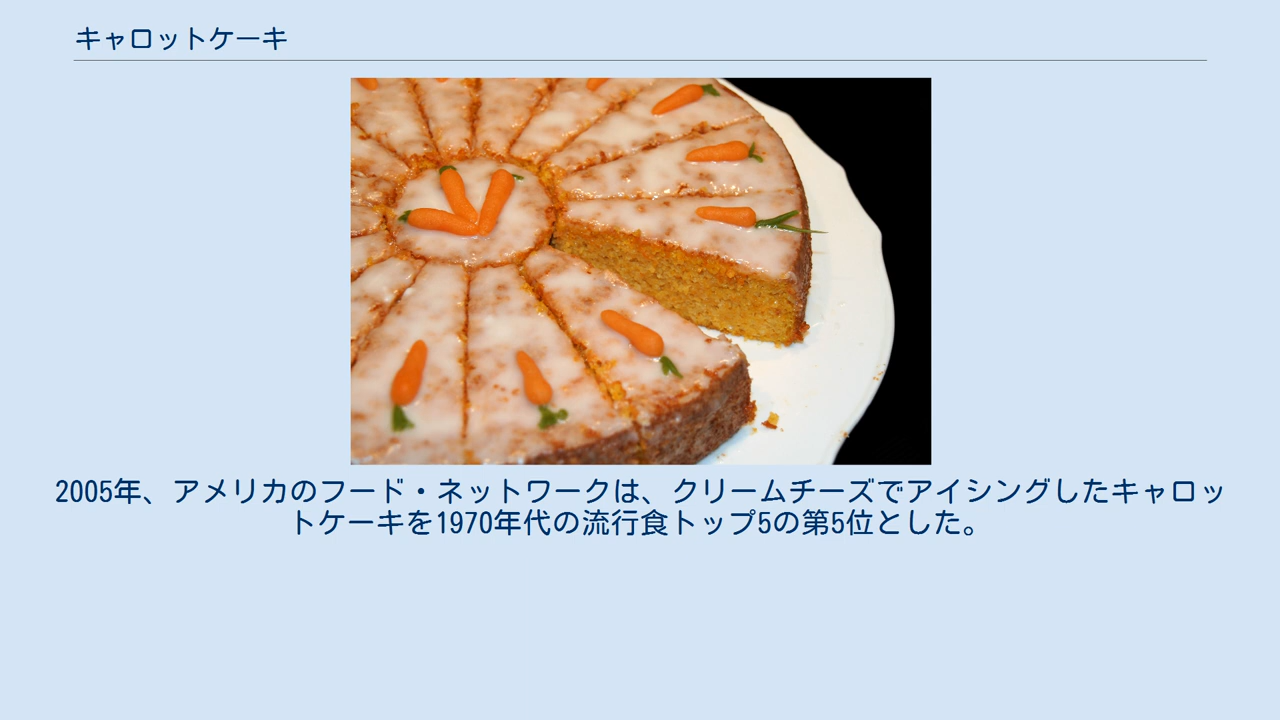 キャロットケーキ
2005年、アメリカのフード・ネットワークは、クリームチーズでアイシングしたキャロッ
トケーキを1970年代の流行食トップ5の第5位とした。